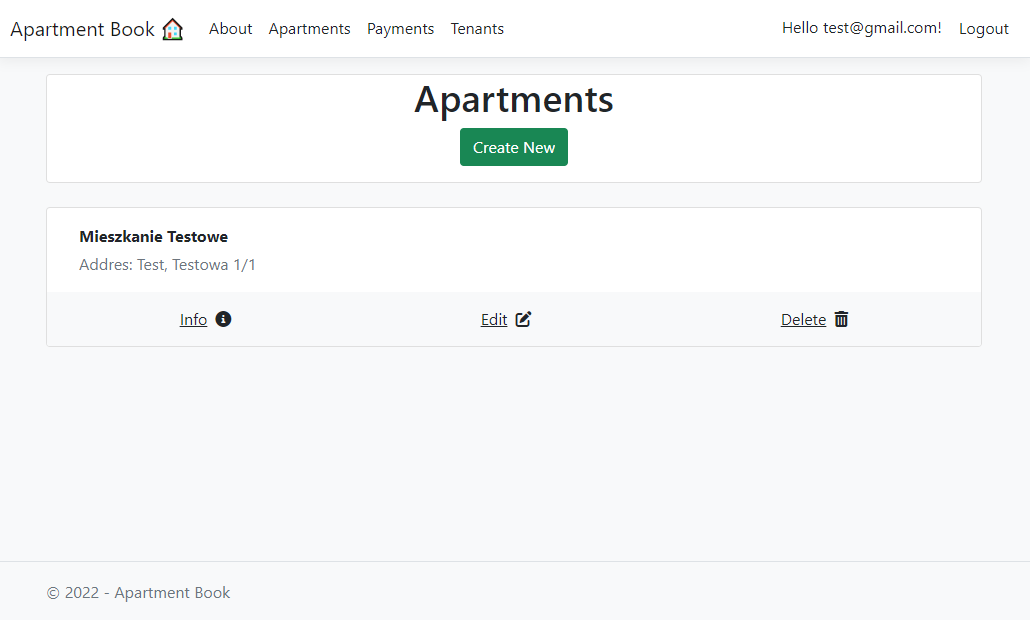 Apartment Book About Apartments Payments Tenants Hello test@gmail.com! Logout
Apartments
Create New
Mieszkanie Testowe
Addres: Test, Testowa 1/1
Info Edit Delete
© 2022 - Apartment Book